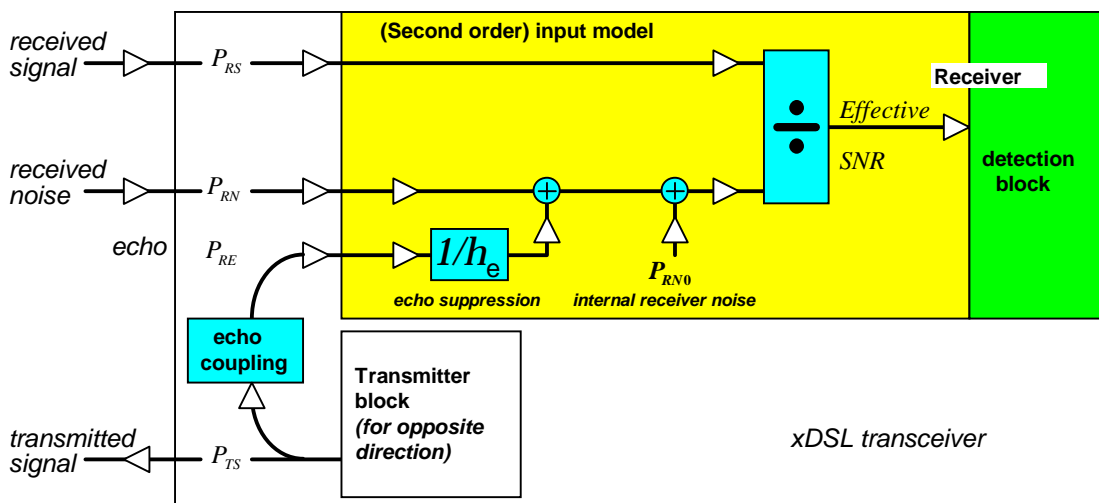 (Second order) input model
received
signal
P_RS
Receiver
Effective
SNR
detection
block
received
noise
P_RN
echo
P_RE
1/h_e
echo suppression
P_RN0
internal receiver noise
echo
coupling
Transmitter
block
(for opposite
direction)
transmitted
signal
P_TS
xDSL transceiver